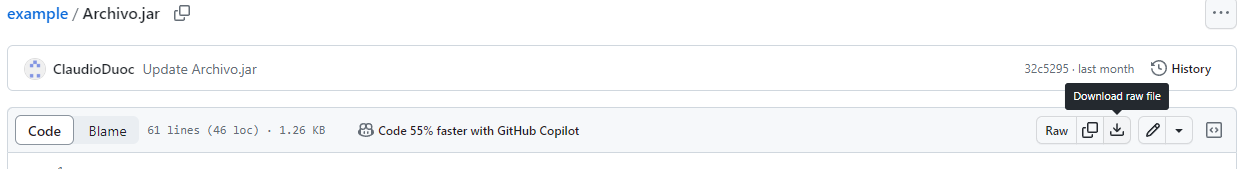 example / Archivo.jar
ClaudioDuoc Update Archivo.jar 32c5295 · last month History
Download raw file
Code Blame 61 lines (46 loc) · 1.26 KB Code 55% faster with GitHub Copilot Raw